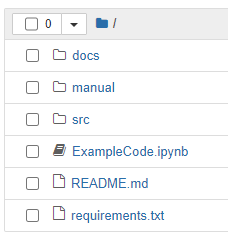 0 /
docs
manual
src
ExampleCode.ipynb
README.md
requirements.txt